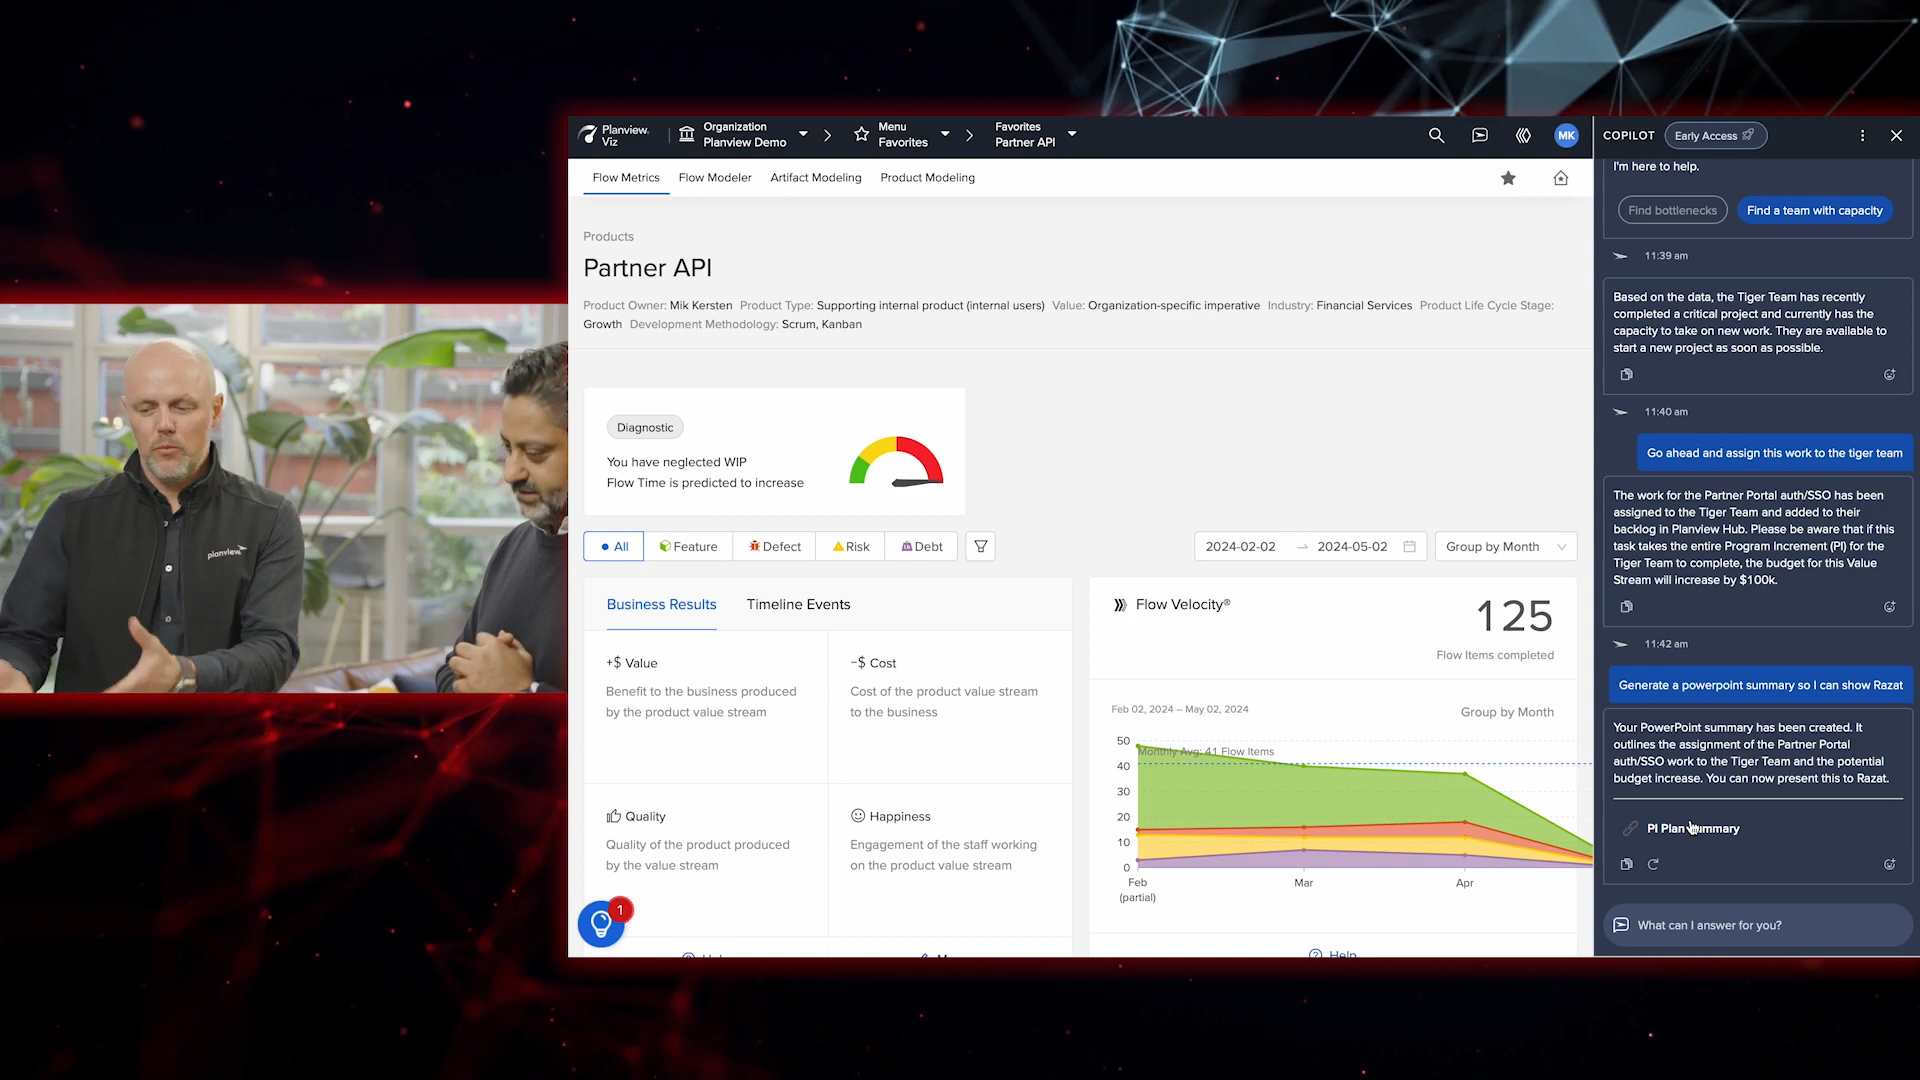 planview
Planview
Viz
Organization
Planview Demo
Menu
Favorites
Favorites
Partner API
MK
Flow Metrics
Flow Modeler
Artifact Modeling
Product Modeling
Products
Partner API
Product Owner: Mik Kersten Product Type: Supporting internal product (internal users) Value: Organization-specific imperative Industry: Financial Services Product Life Cycle Stage:
Growth Development Methodology: Scrum, Kanban
Diagnostic
You have neglected WIP
Flow Time is predicted to increase
All
Feature
Defect
Risk
Debt
2024-02-02
2024-05-02
Group by Month
Business Results
Timeline Events
+$ Value
Benefit to the business produced
by the product value stream
-$ Cost
Cost of the product value stream
to the business
Quality
Quality of the product produced
by the value stream
Happiness
Engagement of the staff working
on the product value stream
1
Flow Velocity®
125
Flow Items completed
Feb 02, 2024 – May 02, 2024
Group by Month
Monthly Avg: 41 Flow Items
50
40
30
20
10
0
Feb
(partial)
Mar
Apr
Help
COPILOT
Early Access
I'm here to help.
Find bottlenecks
Find a team with capacity
11:39 am
Based on the data, the Tiger Team has recently
completed a critical project and currently has the
capacity to take on new work. They are available to
start a new project as soon as possible.
11:40 am
Go ahead and assign this work to the tiger team
The work for the Partner Portal auth/SSO has been
assigned to the Tiger Team and added to their
backlog in Planview Hub. Please be aware that if this
task takes the entire Program Increment (PI) for the
Tiger Team to complete, the budget for this Value
Stream will increase by $100k.
11:42 am
Generate a powerpoint summary so I can show Razat
Your PowerPoint summary has been created. It
outlines the assignment of the Partner Portal
auth/SSO work to the Tiger Team and the potential
budget increase. You can now present this to Razat.
PI Plan Summary
What can I answer for you?